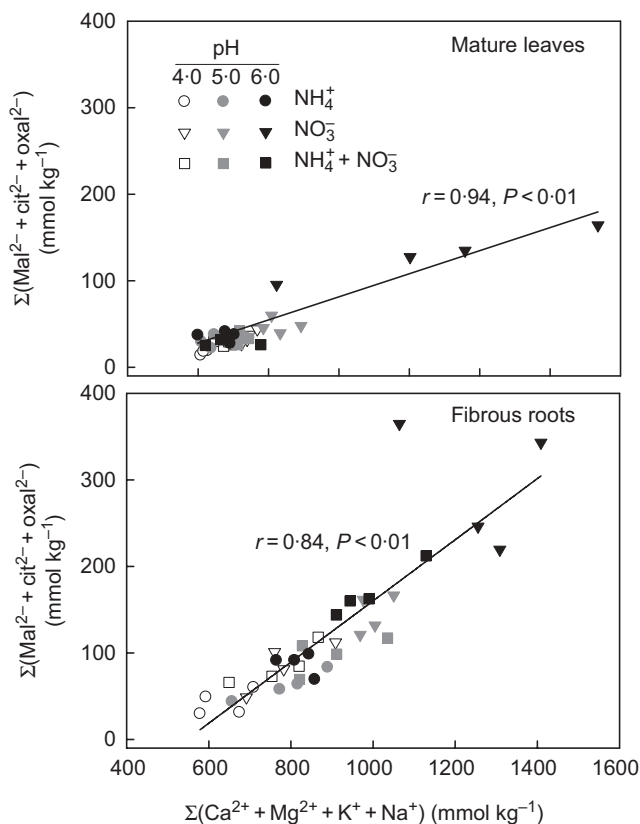 400
300
200
100
0
Σ(Mal²⁻ + cit²⁻ + oxal²⁻)
(mmol kg⁻¹)
Mature leaves
pH
4·0 5·0 6·0
NH₄⁺
NO₃⁻
NH₄⁺ + NO₃⁻
r = 0·94, P < 0·01
400
300
200
100
0
Σ(Mal²⁻ + cit²⁻ + oxal²⁻)
(mmol kg⁻¹)
Fibrous roots
r = 0·84, P < 0·01
400 600 800 1000 1200 1400 1600
Σ(Ca²⁺ + Mg²⁺ + K⁺ + Na⁺) (mmol kg⁻¹)